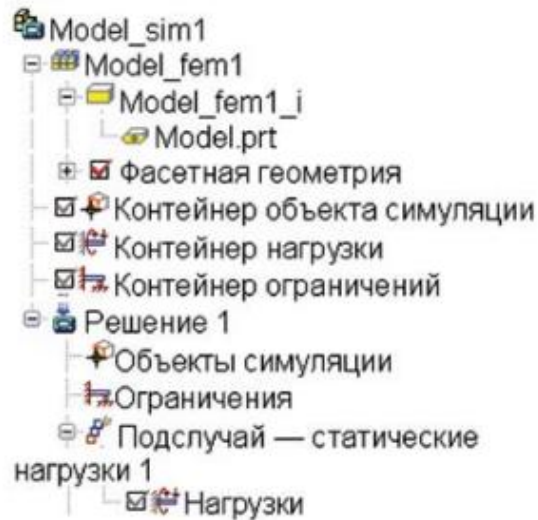 Model_sim1
Model_fem1
Model_fem1_i
Model.prt
Фасетная геометрия
Контейнер объекта симуляции
Контейнер нагрузки
Контейнер ограничений
Решение 1
Объекты симуляции
Ограничения
Подслучай — статические
нагрузки 1
Нагрузки